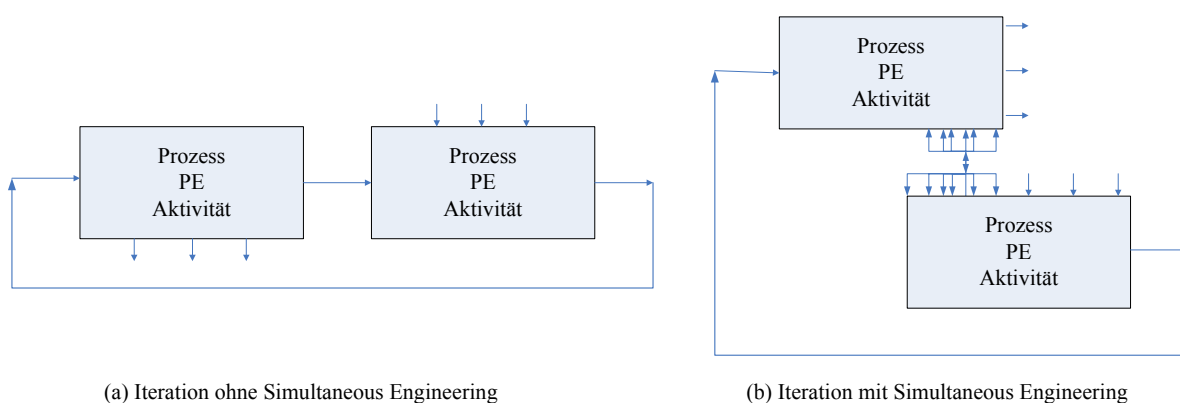 Prozess
PE
Aktivität
Prozess
PE
Aktivität
(a) Iteration ohne Simultaneous Engineering
Prozess
PE
Aktivität
Prozess
PE
Aktivität
(b) Iteration mit Simultaneous Engineering